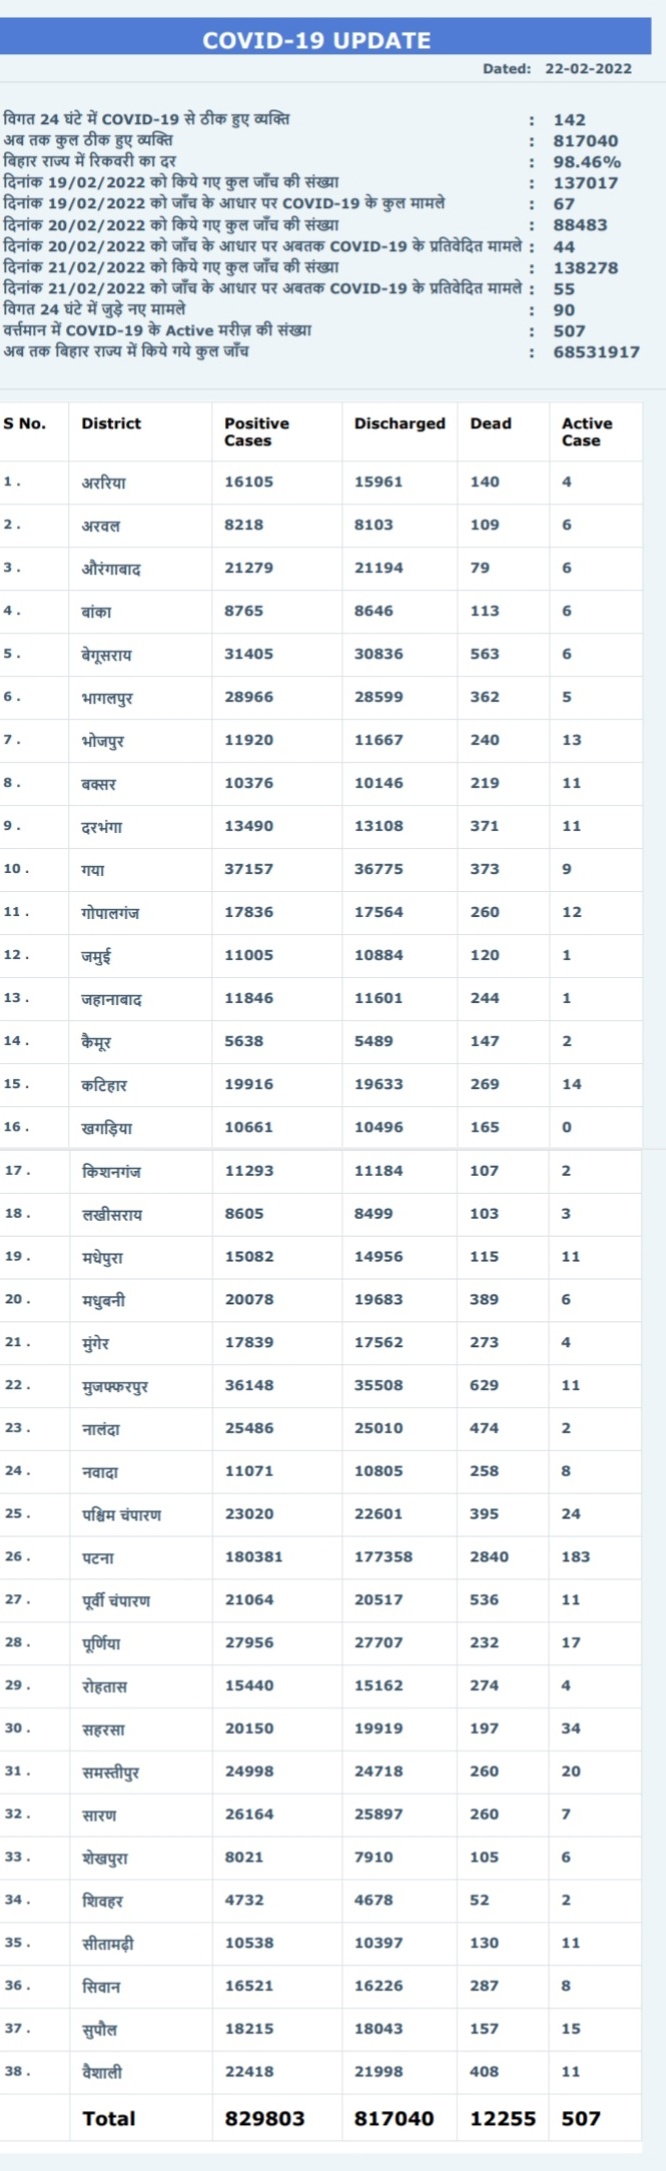 COVID-19 UPDATE
Dated: 22-02-2022
विगत 24 घंटे में COVID-19 से ठीक हुए व्यक्ति : 142
अब तक कुल ठीक हुए व्यक्ति : 817040
बिहार राज्य में रिकवरी का दर : 98.46%
दिनांक 19/02/2022 को किये गए कुल जाँच की संख्या : 137017
दिनांक 19/02/2022 को जाँच के आधार पर COVID-19 के कुल मामले : 67
दिनांक 20/02/2022 को किये गए कुल जाँच की संख्या : 88483
दिनांक 20/02/2022 को जाँच के आधार पर अबतक COVID-19 के प्रतिवेदित मामले : 44
दिनांक 21/02/2022 को किये गए कुल जाँच की संख्या : 138278
दिनांक 21/02/2022 को जाँच के आधार पर अबतक COVID-19 के प्रतिवेदित मामले : 55
विगत 24 घंटे में जुड़े नए मामले : 90
वर्त्तमान में COVID-19 के Active मरीज़ की संख्या : 507
अब तक बिहार राज्य में किये गये कुल जाँच : 68531917
S No. District Positive Cases Discharged Dead Active Case
1 . अररिया 16105 15961 140 4
2 . अरवल 8218 8103 109 6
3 . औरंगाबाद 21279 21194 79 6
4 . बांका 8765 8646 113 6
5 . बेगूसराय 31405 30836 563 6
6 . भागलपुर 28966 28599 362 5
7 . भोजपुर 11920 11667 240 13
8 . बक्सर 10376 10146 219 11
9 . दरभंगा 13490 13108 371 11
10 . गया 37157 36775 373 9
11 . गोपालगंज 17836 17564 260 12
12 . जमुई 11005 10884 120 1
13 . जहानाबाद 11846 11601 244 1
14 . कैमूर 5638 5489 147 2
15 . कटिहार 19916 19633 269 14
16 . खगड़िया 10661 10496 165 0
17 . किशनगंज 11293 11184 107 2
18 . लखीसराय 8605 8499 103 3
19 . मधेपुरा 15082 14956 115 11
20 . मधुबनी 20078 19683 389 6
21 . मुंगेर 17839 17562 273 4
22 . मुजफ्फरपुर 36148 35508 629 11
23 . नालंदा 25486 25010 474 2
24 . नवादा 11071 10805 258 8
25 . पश्चिम चंपारण 23020 22601 395 24
26 . पटना 180381 177358 2840 183
27 . पूर्वी चंपारण 21064 20517 536 11
28 . पूर्णिया 27956 27707 232 17
29 . रोहतास 15440 15162 274 4
30 . सहरसा 20150 19919 197 34
31 . समस्तीपुर 24998 24718 260 20
32 . सारण 26164 25897 260 7
33 . शेखपुरा 8021 7910 105 6
34 . शिवहर 4732 4678 52 2
35 . सीतामढ़ी 10538 10397 130 11
36 . सिवान 16521 16226 287 8
37 . सुपौल 18215 18043 157 15
38 . वैशाली 22418 21998 408 11
Total 829803 817040 12255 507